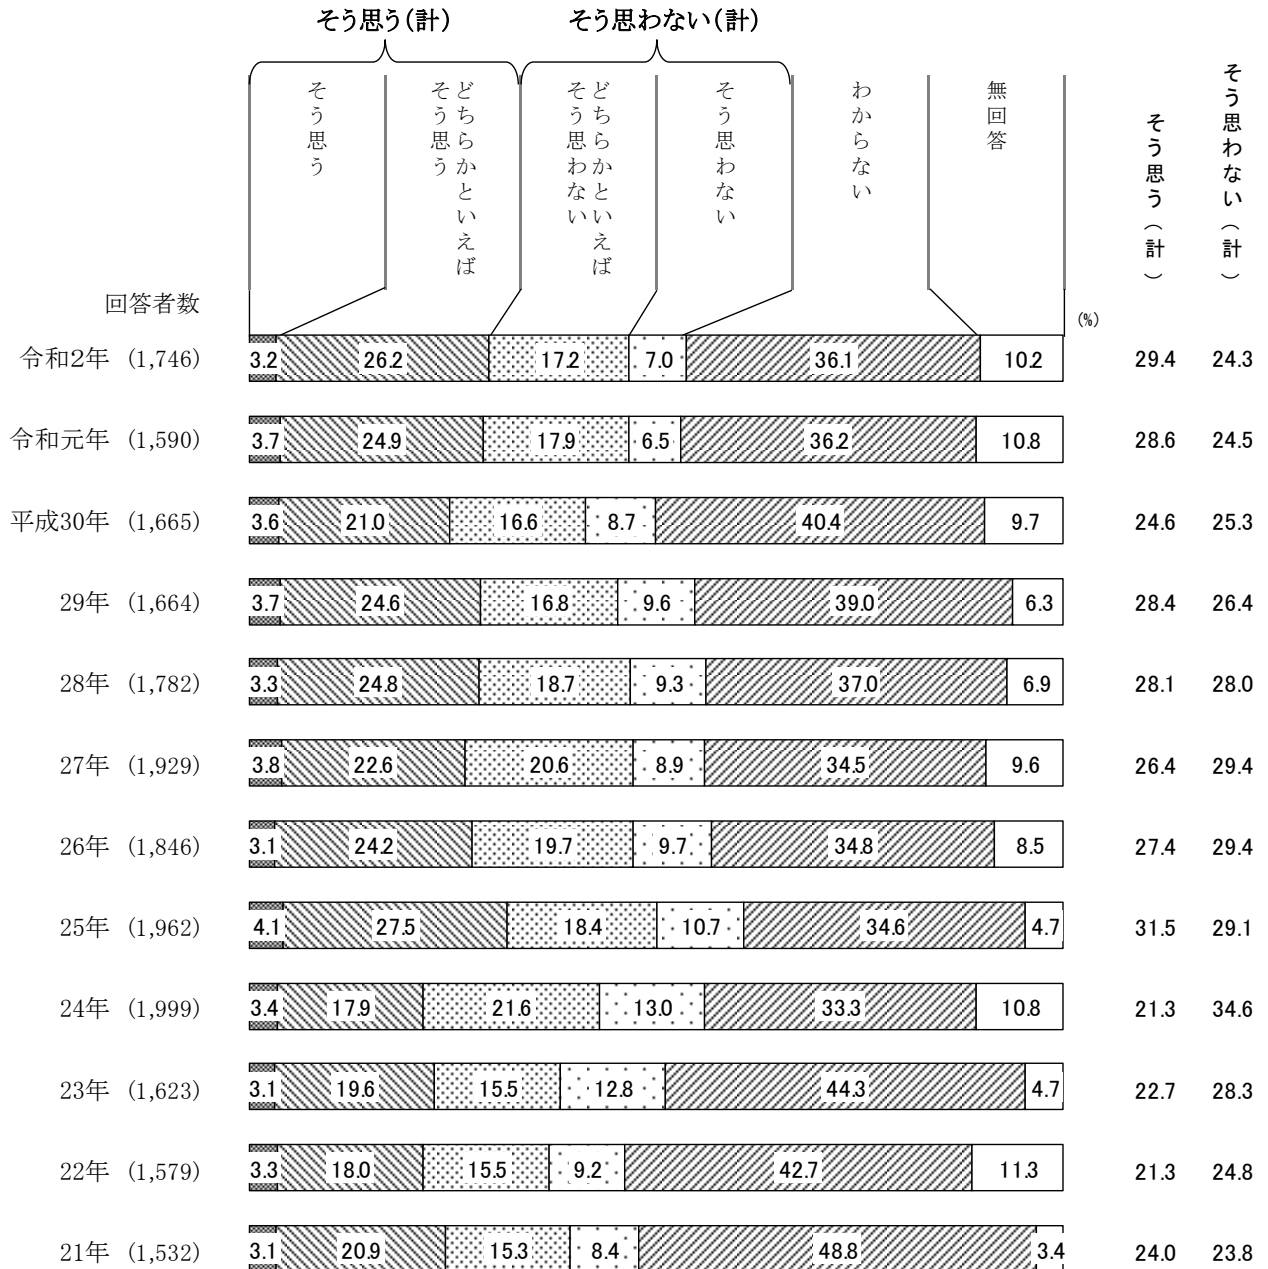 そう思う(計)
そう思わない(計)
そう思う
どちらかといえば
そう思う
どちらかといえば
そう思わない
そう思わない
わからない
無回答
そう思う(計)
そう思わない(計)
回答者数
(%)
令和2年 (1,746) 3.2 26.2 17.2 7.0 36.1 10.2 29.4 24.3
令和元年 (1,590) 3.7 24.9 17.9 6.5 36.2 10.8 28.6 24.5
平成30年 (1,665) 3.6 21.0 16.6 8.7 40.4 9.7 24.6 25.3
29年 (1,664) 3.7 24.6 16.8 9.6 39.0 6.3 28.4 26.4
28年 (1,782) 3.3 24.8 18.7 9.3 37.0 6.9 28.1 28.0
27年 (1,929) 3.8 22.6 20.6 8.9 34.5 9.6 26.4 29.4
26年 (1,846) 3.1 24.2 19.7 9.7 34.8 8.5 27.4 29.4
25年 (1,962) 4.1 27.5 18.4 10.7 34.6 4.7 31.5 29.1
24年 (1,999) 3.4 17.9 21.6 13.0 33.3 10.8 21.3 34.6
23年 (1,623) 3.1 19.6 15.5 12.8 44.3 4.7 22.7 28.3
22年 (1,579) 3.3 18.0 15.5 9.2 42.7 11.3 21.3 24.8
21年 (1,532) 3.1 20.9 15.3 8.4 48.8 3.4 24.0 23.8